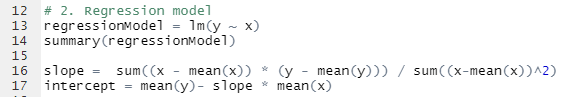 12 # 2. Regression model
13 regressionModel = lm(y ~ x)
14 summary(regressionModel)
15
16 slope =  sum((x - mean(x)) * (y - mean(y))) / sum((x-mean(x))^2)
17 intercept = mean(y)- slope * mean(x)